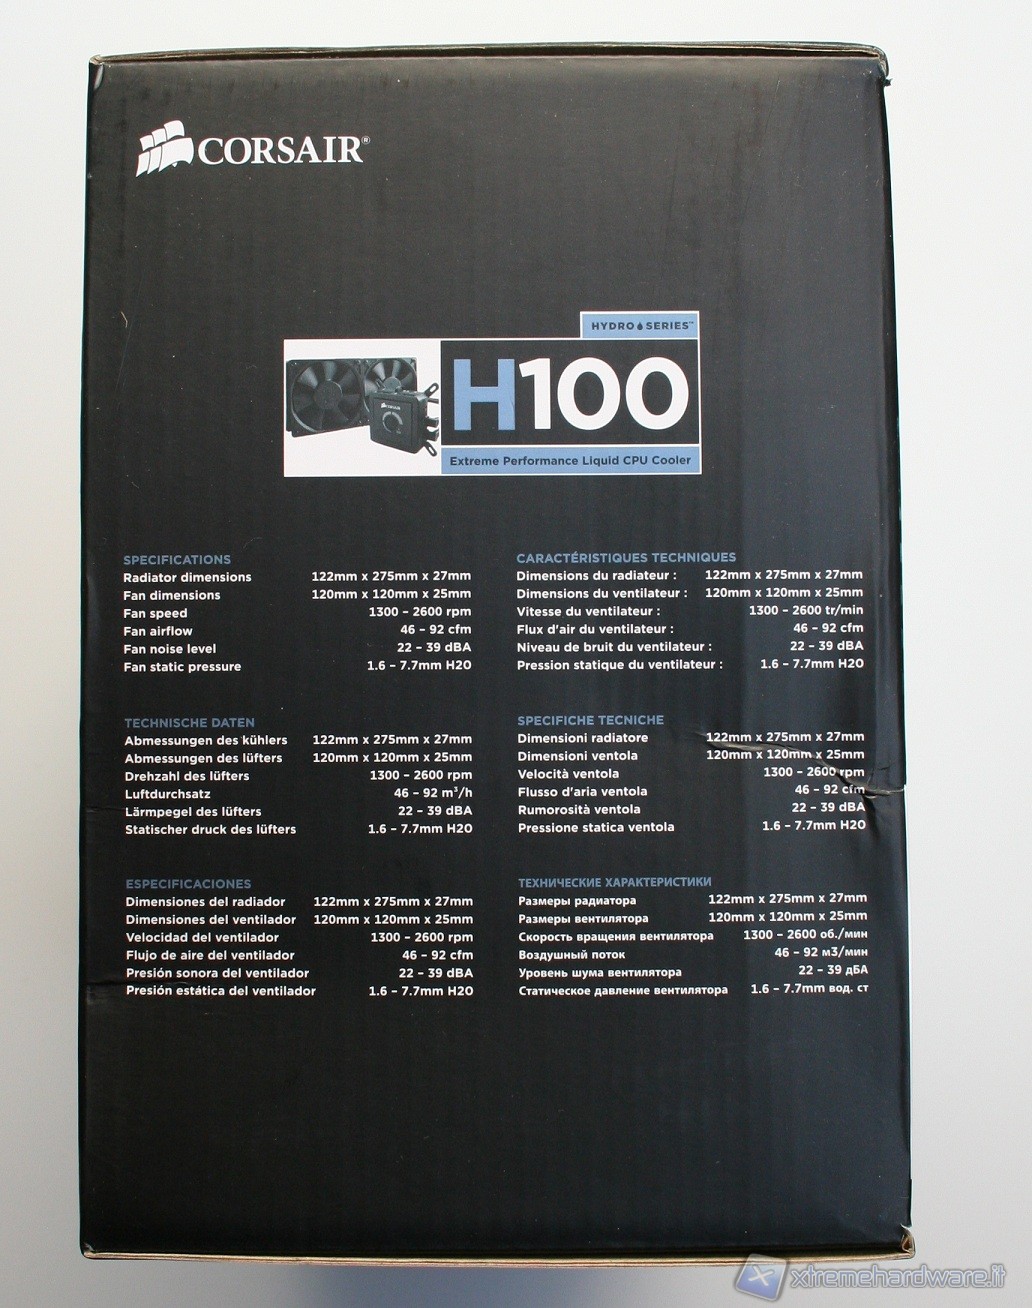 CORSAIR®
HYDRO SERIES™
CORSAIR
H100
Extreme Performance Liquid CPU Cooler
SPECIFICATIONS
Radiator dimensions 122mm x 275mm x 27mm
Fan dimensions 120mm x 120mm x 25mm
Fan speed 1300 – 2600 rpm
Fan airflow 46 – 92 cfm
Fan noise level 22 – 39 dBA
Fan static pressure 1.6 – 7.7mm H2O
CARACTÉRISTIQUES TECHNIQUES
Dimensions du radiateur : 122mm x 275mm x 27mm
Dimensions du ventilateur : 120mm x 120mm x 25mm
Vitesse du ventilateur : 1300 – 2600 tr/min
Flux d'air du ventilateur : 46 – 92 cfm
Niveau de bruit du ventilateur : 22 – 39 dBA
Pression statique du ventilateur : 1.6 – 7.7mm H2O
TECHNISCHE DATEN
Abmessungen des kühlers 122mm x 275mm x 27mm
Abmessungen des lüfters 120mm x 120mm x 25mm
Drehzahl des lüfters 1300 – 2600 rpm
Luftdurchsatz 46 – 92 m³/h
Lärmpegel des lüfters 22 – 39 dBA
Statischer druck des lüfters 1.6 – 7.7mm H2O
SPECIFICHE TECNICHE
Dimensioni radiatore 122mm x 275mm x 27mm
Dimensioni ventola 120mm x 120mm x 25mm
Velocità ventola 1300 – 2600 rpm
Flusso d'aria ventola 46 – 92 cfm
Rumorosità ventola 22 – 39 dBA
Pressione statica ventola 1.6 – 7.7mm H2O
ESPECIFICACIONES
Dimensiones del radiador 122mm x 275mm x 27mm
Dimensiones del ventilador 120mm x 120mm x 25mm
Velocidad del ventilador 1300 – 2600 rpm
Flujo de aire del ventilador 46 – 92 cfm
Presión sonora del ventilador 22 – 39 dBA
Presión estática del ventilador 1.6 – 7.7mm H2O
ТЕХНИЧЕСКИЕ ХАРАКТЕРИСТИКИ
Размеры радиатора 122mm x 275mm x 27mm
Размеры вентилятора 120mm x 120mm x 25mm
Скорость вращения вентилятора 1300 – 2600 об./мин
Воздушный поток 46 – 92 м3/мин
Уровень шума вентилятора 22 – 39 дБА
Статическое давление вентилятора 1.6 – 7.7mm вод. ст
xtremehardware.it